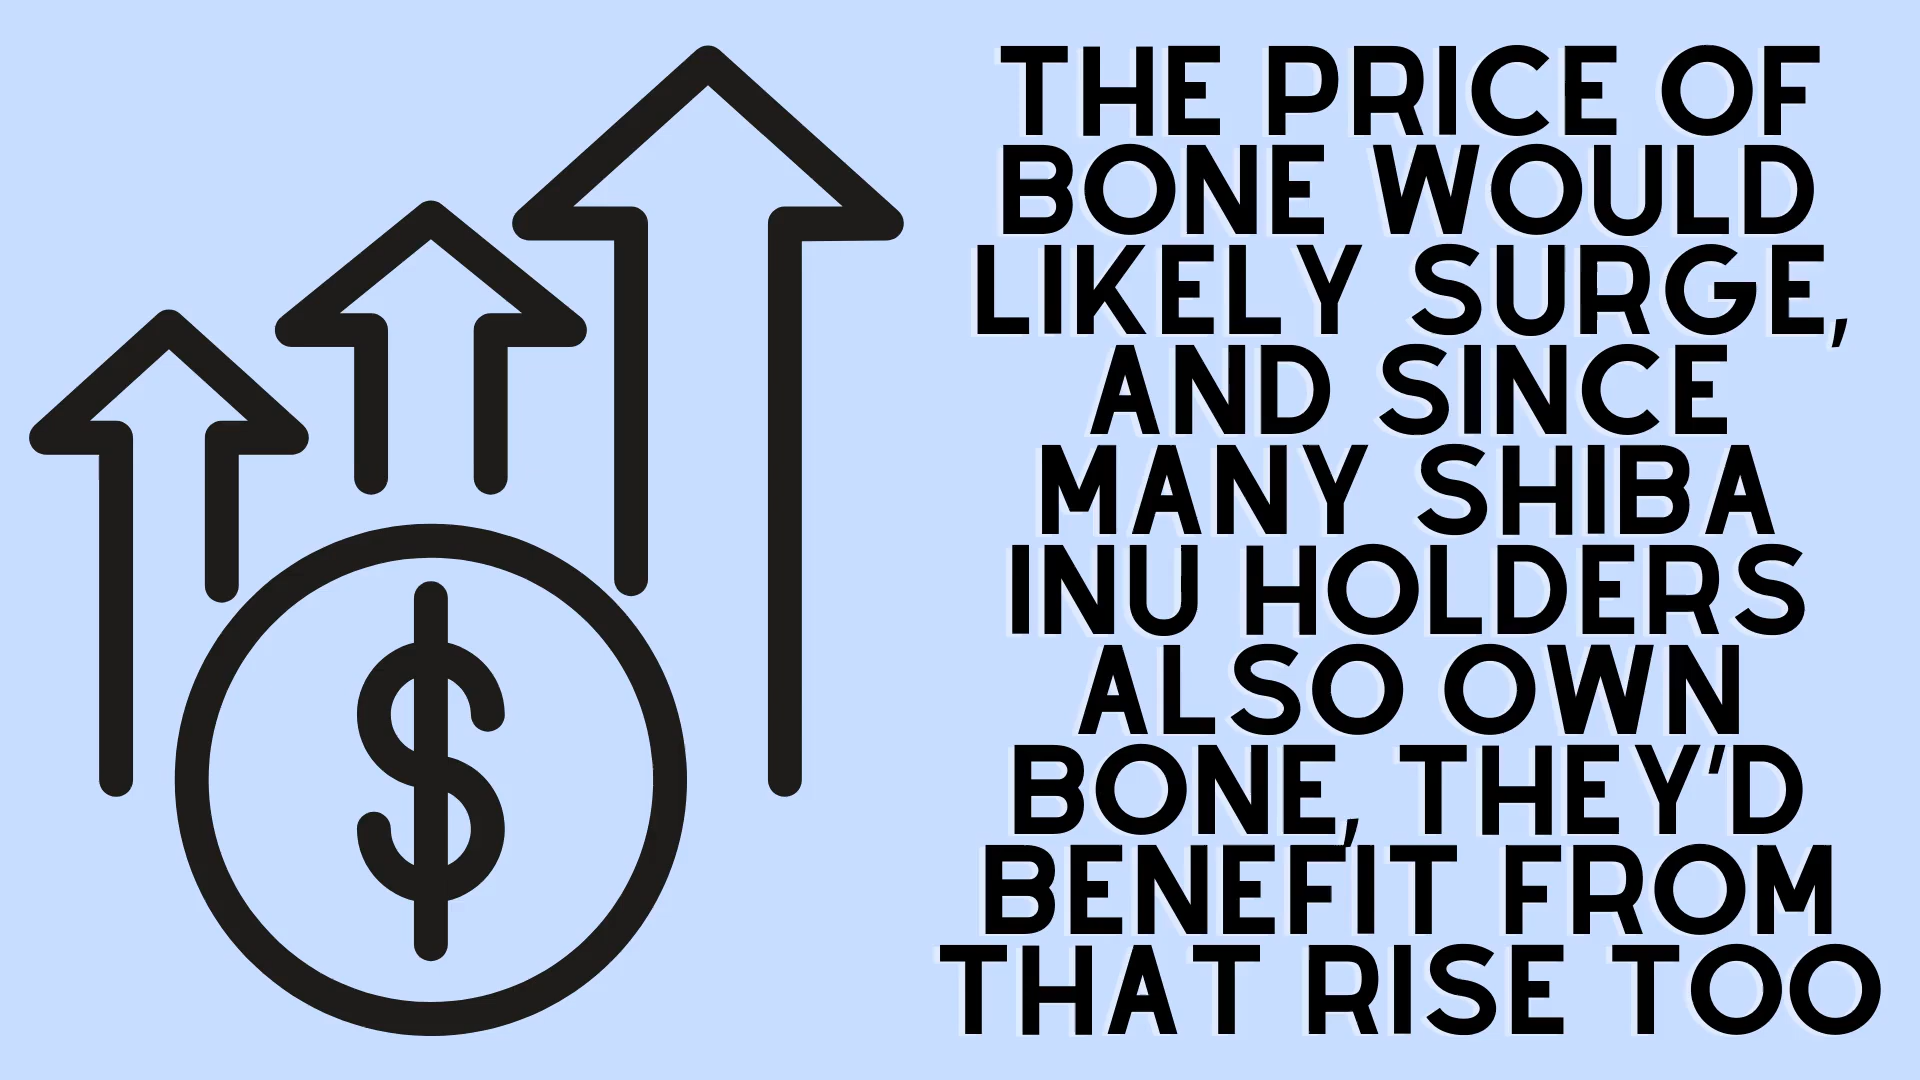 THE PRICE OF
BONE WOULD
LIKELY SURGE,
AND SINCE
MANY SHIBA
INU HOLDERS
ALSO OWN
BONE, THEY'D
BENEFIT FROM
THAT RISE TOO
$